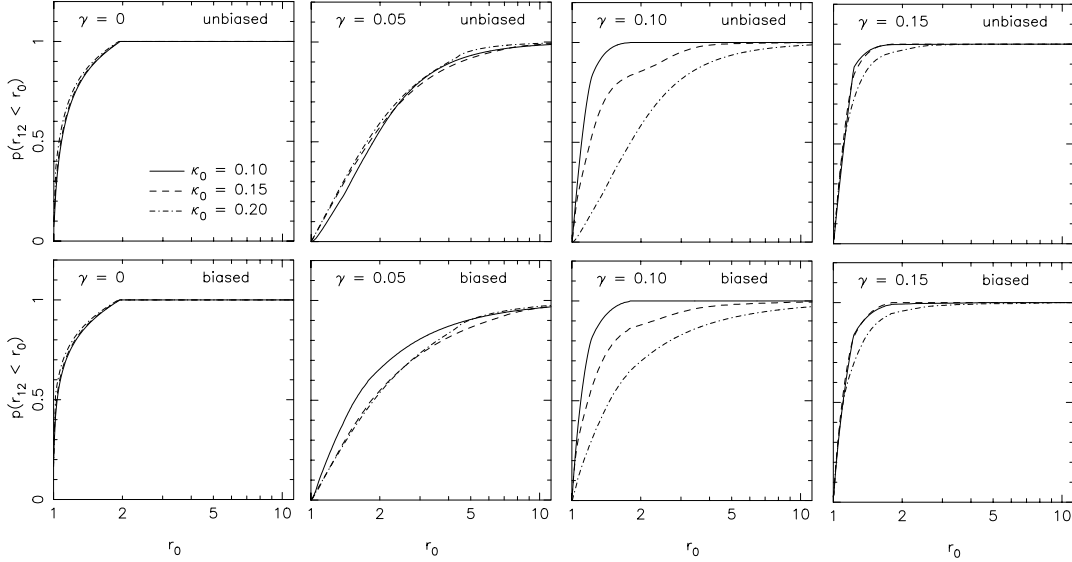 γ = 0 unbiased
γ = 0.05 unbiased
γ = 0.10 unbiased
γ = 0.15 unbiased
p(r₁₂ < r₀)
1
0.5
0
κ₀ = 0.10
κ₀ = 0.15
κ₀ = 0.20
γ = 0 biased
γ = 0.05 biased
γ = 0.10 biased
γ = 0.15 biased
p(r₁₂ < r₀)
1
0.5
0
1 2 5 10
1 2 5 10
1 2 5 10
1 2 5 10
r₀
r₀
r₀
r₀